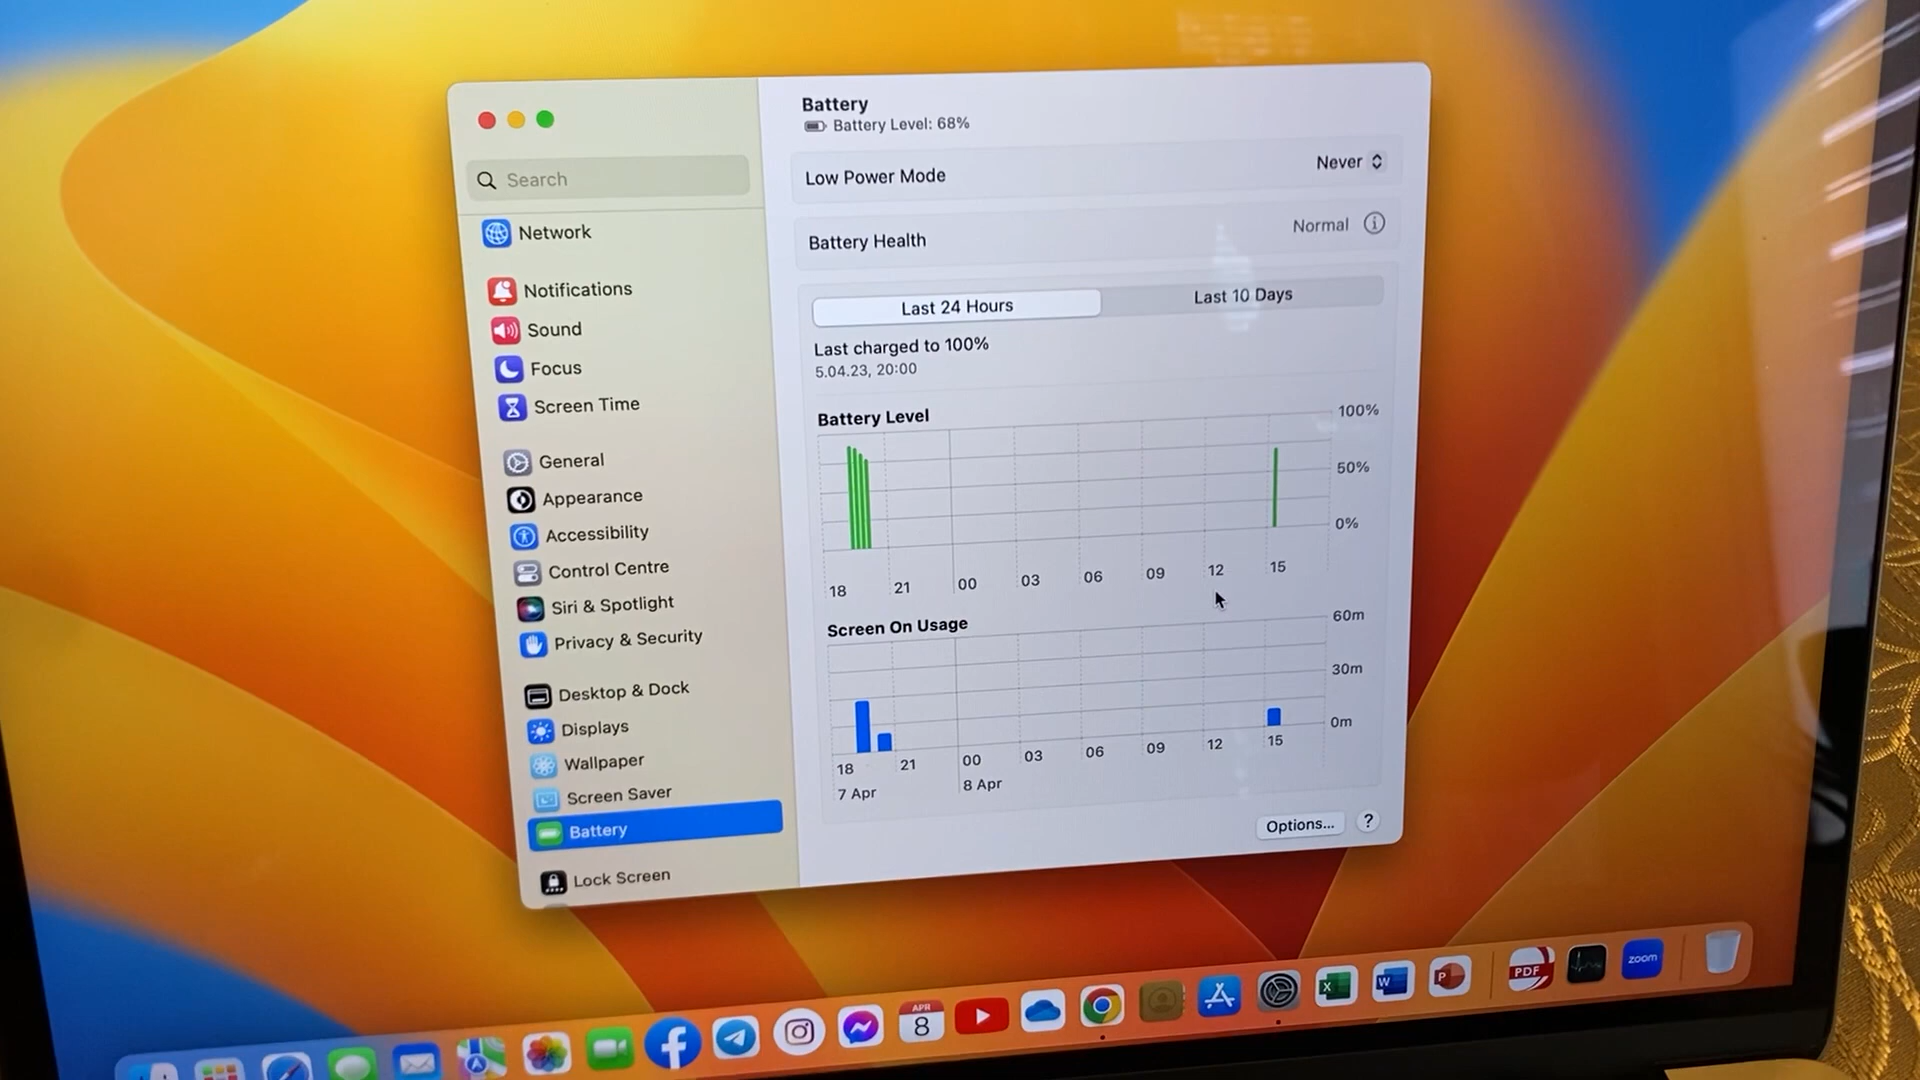 Search
Network
Notifications
Sound
Focus
Screen Time
General
Appearance
Accessibility
Control Centre
Siri & Spotlight
Privacy & Security
Desktop & Dock
Displays
Wallpaper
Screen Saver
Battery
Lock Screen
Battery
Battery Level: 68%
Low Power Mode
Never
Battery Health
Normal
Last 24 Hours
Last 10 Days
Last charged to 100%
5.04.23, 20:00
Battery Level
100%
50%
0%
18 21 00 03 06 09 12 15
Screen On Usage
60m
30m
0m
18 21 00 03 06 09 12 15
7 Apr 8 Apr
Options...
?
APR
8
X
W
P
PDF
zoom